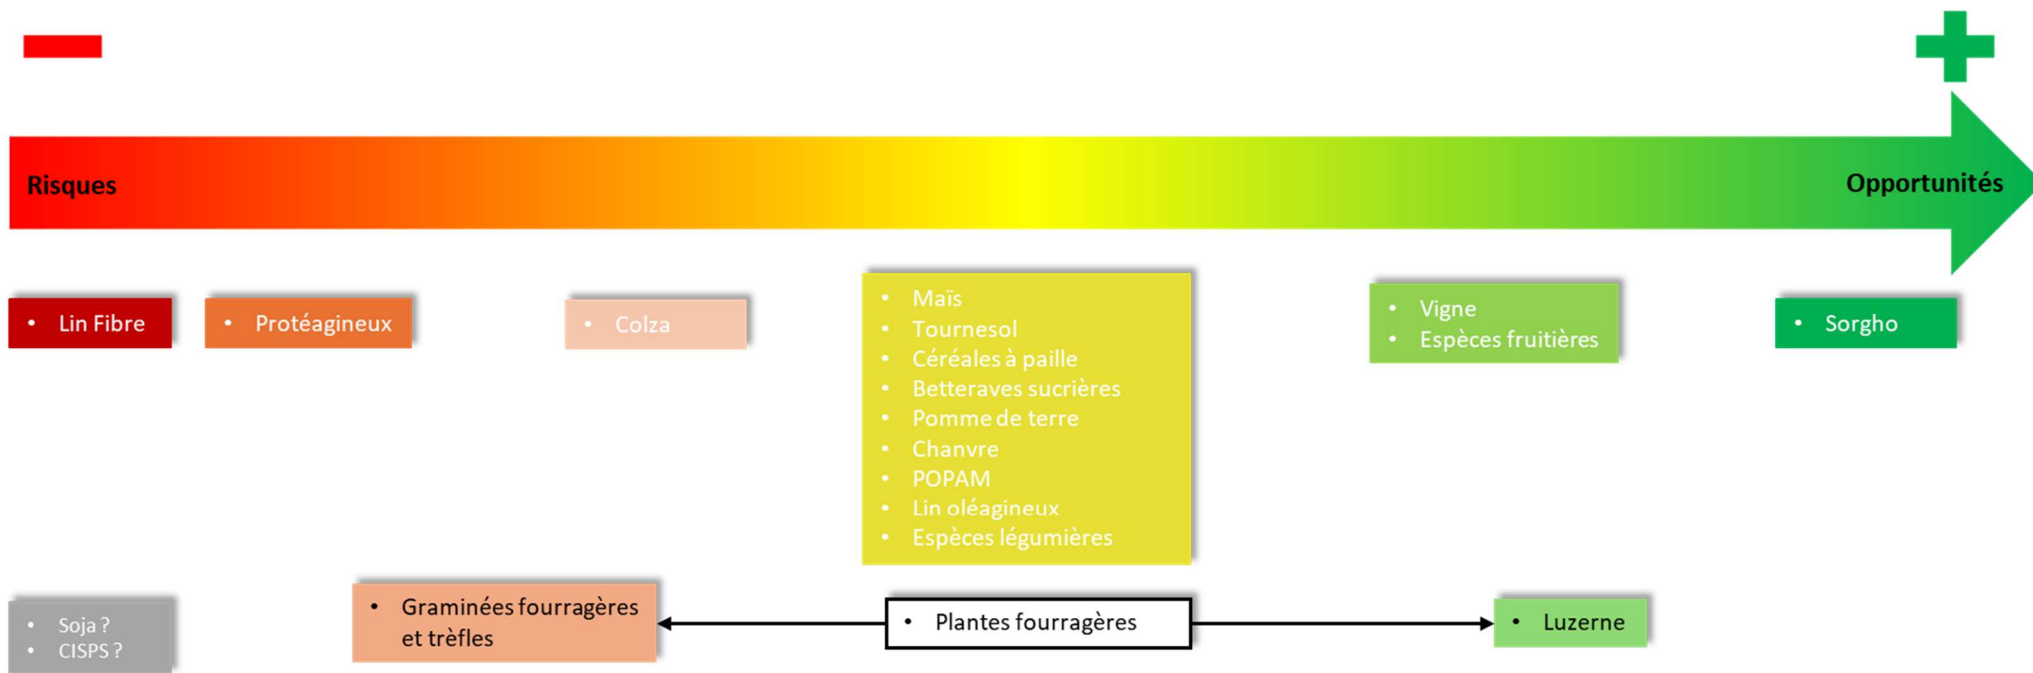 Risques
Opportunités
• Lin Fibre
• Protéagineux
• Colza
• Maïs
• Tournesol
• Céréales à paille
• Betteraves sucrières
• Pomme de terre
• Chanvre
• POPAM
• Lin oléagineux
• Espèces légumières
• Vigne
• Espèces fruitières
• Sorgho
• Soja ?
• CISPS ?
• Graminées fourragères
et trèfles
• Plantes fourragères
• Luzerne